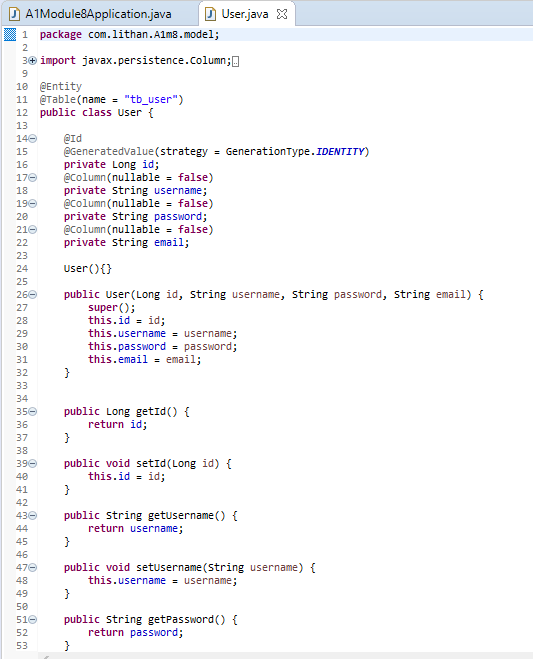 A1Module8Application.java User.java
1 package com.lithan.A1m8.model;
2
3 import javax.persistence.Column;
9
10 @Entity
11 @Table(name = "tb_user")
12 public class User {
13
14 @Id
15 @GeneratedValue(strategy = GenerationType.IDENTITY)
16 private Long id;
17 @Column(nullable = false)
18 private String username;
19 @Column(nullable = false)
20 private String password;
21 @Column(nullable = false)
22 private String email;
23
24 User(){}
25
26 public User(Long id, String username, String password, String email) {
27 super();
28 this.id = id;
29 this.username = username;
30 this.password = password;
31 this.email = email;
32 }
33
34
35 public Long getId() {
36 return id;
37 }
38
39 public void setId(Long id) {
40 this.id = id;
41 }
42
43 public String getUsername() {
44 return username;
45 }
46
47 public void setUsername(String username) {
48 this.username = username;
49 }
50
51 public String getPassword() {
52 return password;
53 }